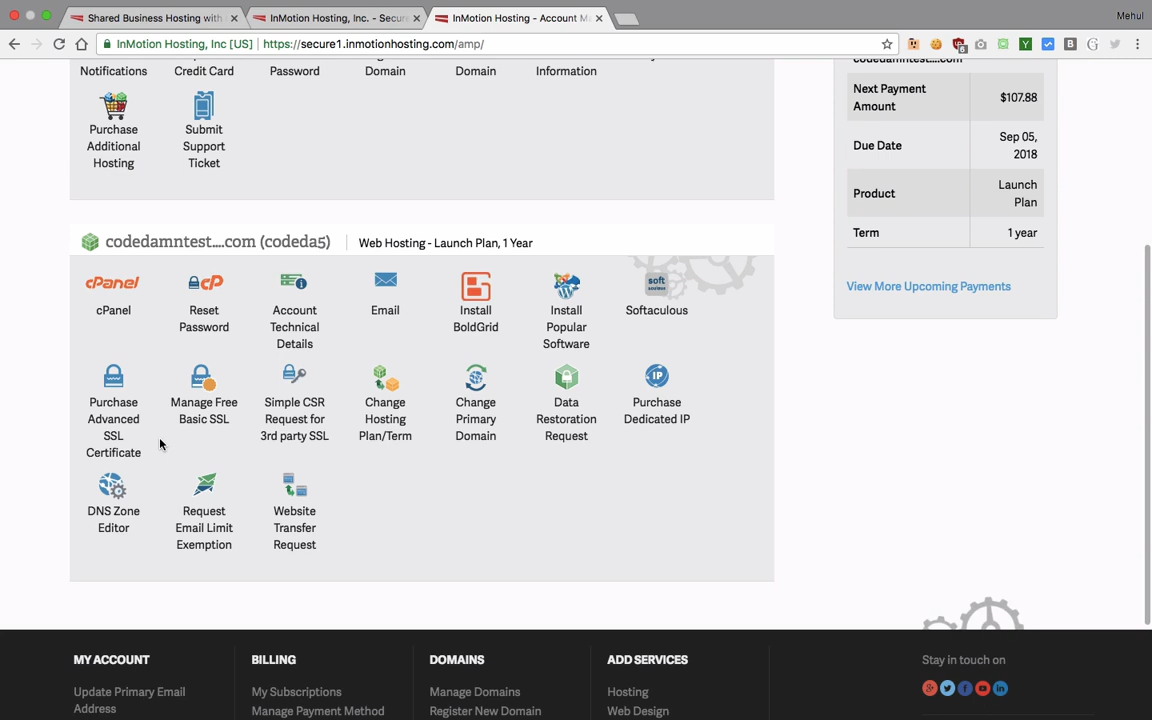 Shared Business Hosting with
InMotion Hosting, Inc. - Secure
InMotion Hosting - Account Ma
Mehul
InMotion Hosting, Inc [US]
https://secure1.inmotionhosting.com/amp/
Notifications
Credit Card
Password
Domain
Domain
Information
Purchase
Additional
Hosting
Submit
Support
Ticket
codedamntest....com
Next Payment
Amount
$107.88
Due Date
Sep 05,
2018
Product
Launch
Plan
Term
1 year
View More Upcoming Payments
codedamntest....com (codeda5)
Web Hosting - Launch Plan, 1 Year
cPanel
cPanel
cP
Reset
Password
Account
Technical
Details
Email
Install
BoldGrid
Install
Popular
Software
soft
Softaculous
Purchase
Advanced
SSL
Certificate
Manage Free
Basic SSL
Simple CSR
Request for
3rd party SSL
Change
Hosting
Plan/Term
Change
Primary
Domain
Data
Restoration
Request
IP
Purchase
Dedicated IP
DNS Zone
Editor
Request
Email Limit
Exemption
Website
Transfer
Request
MY ACCOUNT
Update Primary Email
Address
BILLING
My Subscriptions
Manage Payment Method
DOMAINS
Manage Domains
Register New Domain
ADD SERVICES
Hosting
Web Design
Stay in touch on